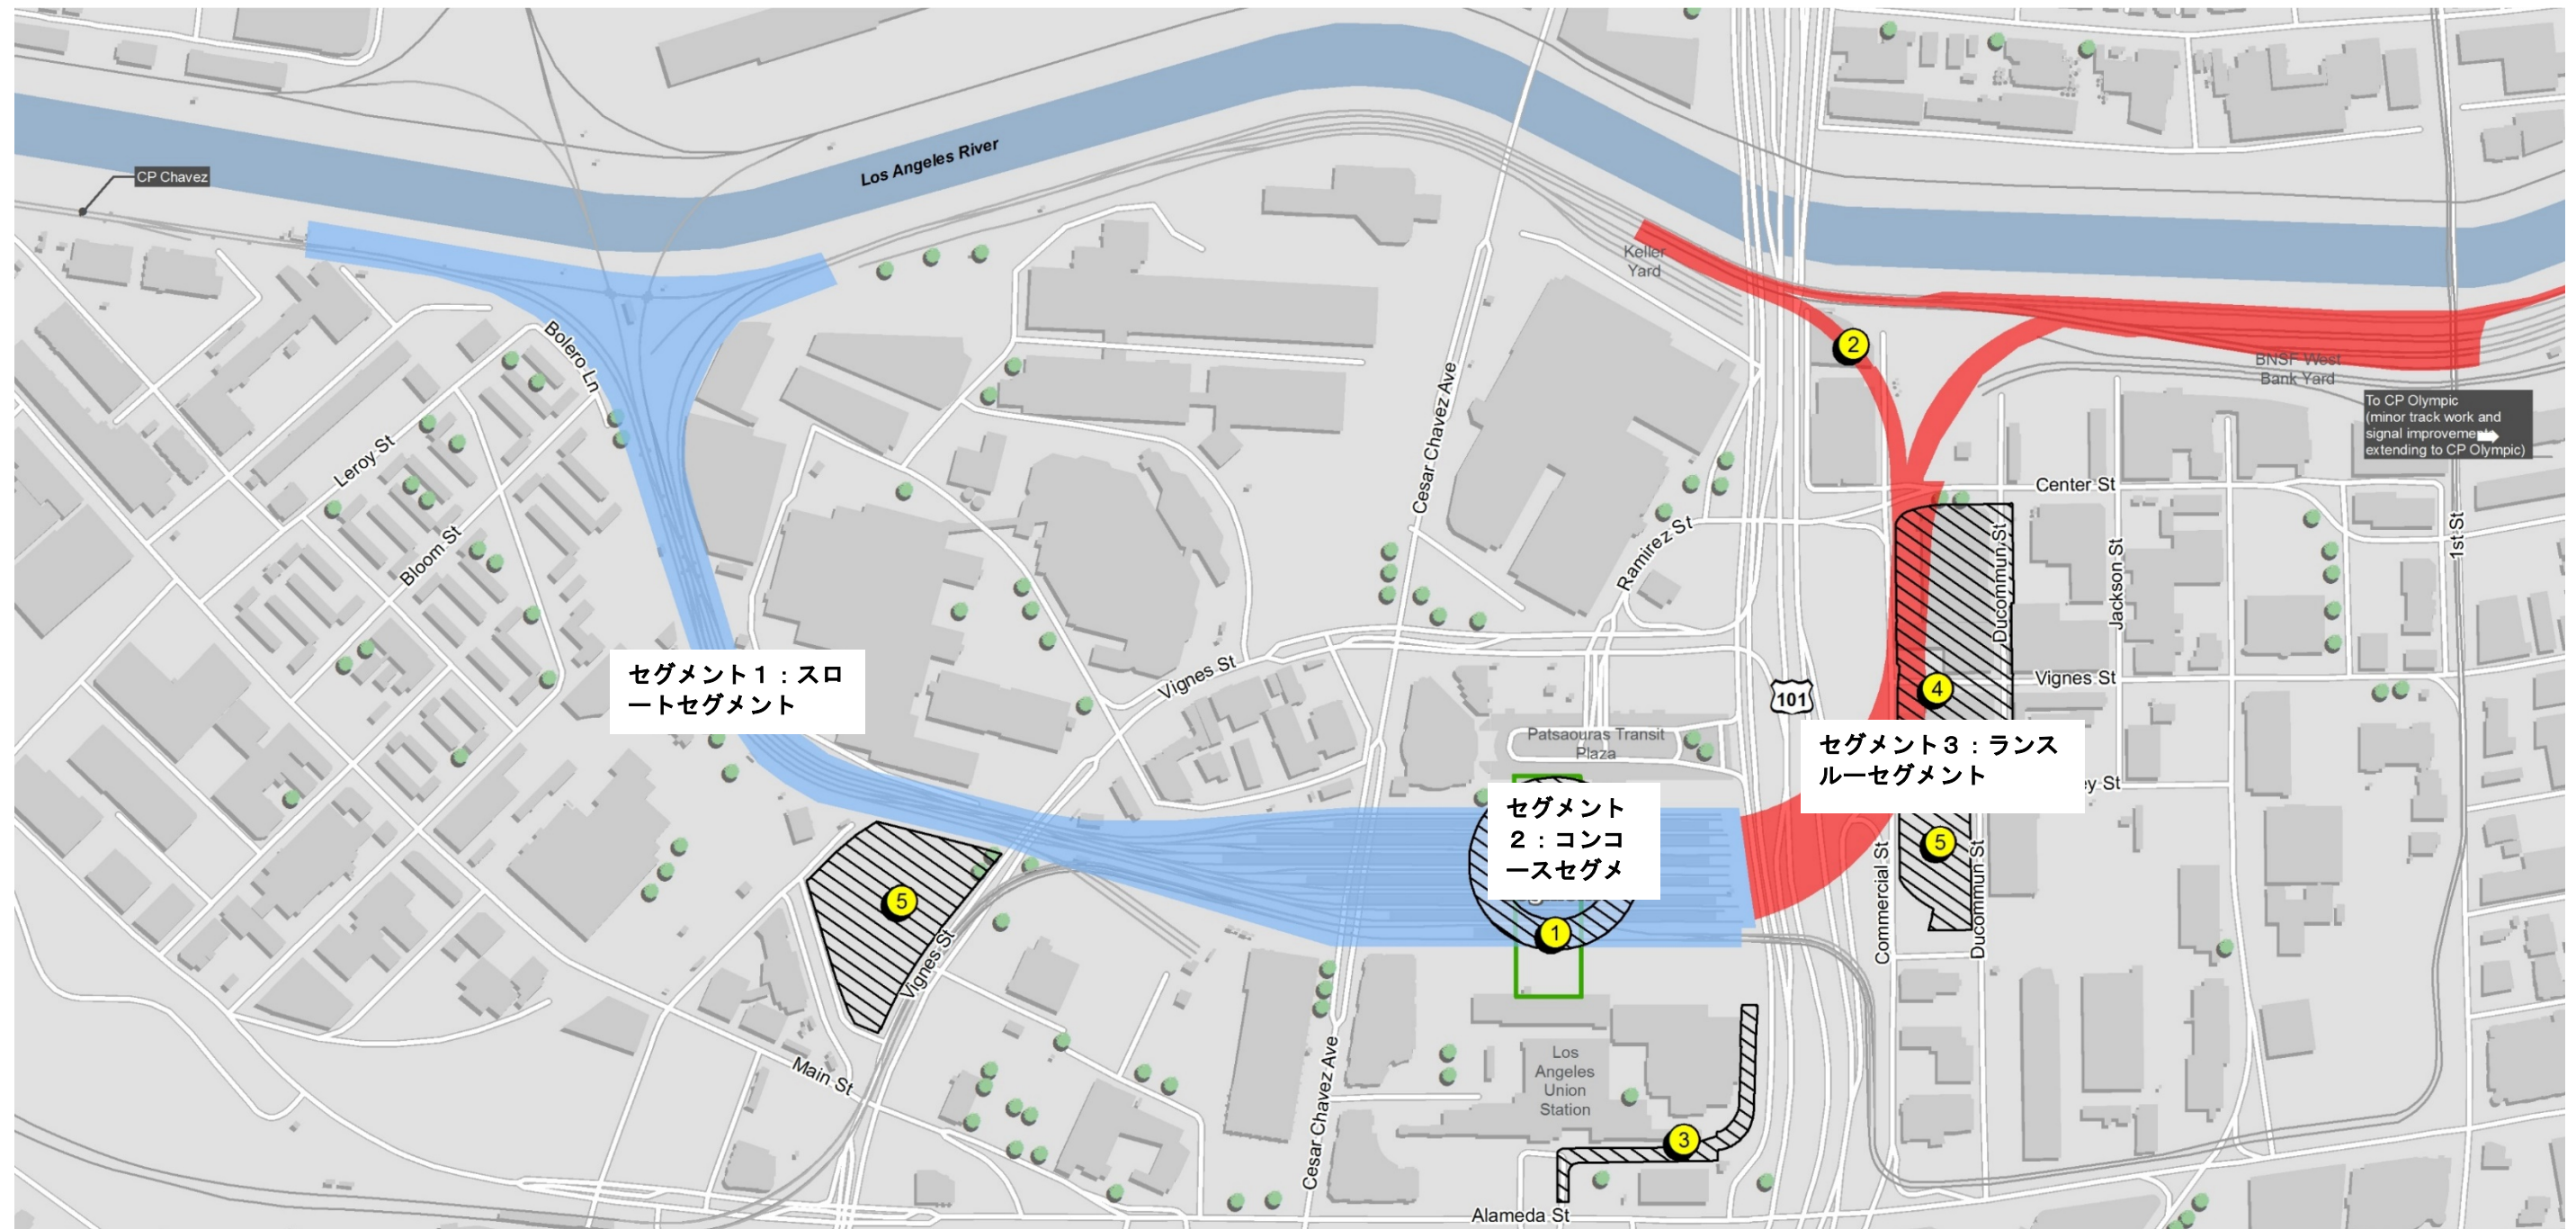 Los Angeles River
CP Chavez
Keller
Yard
2
BNSF West
Bank Yard
To CP Olympic
(minor track work and
signal improvements
extending to CP Olympic)
Bolero Ln
Leroy St
Bloom St
Cesar Chavez Ave
Ramirez St
Center St
Ducommun St
Jackson St
1st St
セグメント１：スロ
ートセグメント
Vignes St
101
4
Vignes St
Patsaouras Transit
Plaza
セグメント３：ランス
ルーセグメント
ey St
セグメント
２：コンコ
ースセグメ
5
5
1
Commercial St
Ducommun St
Vignes St
Main St
Cesar Chavez Ave
Los
Angeles
Union
Station
3
Alameda St